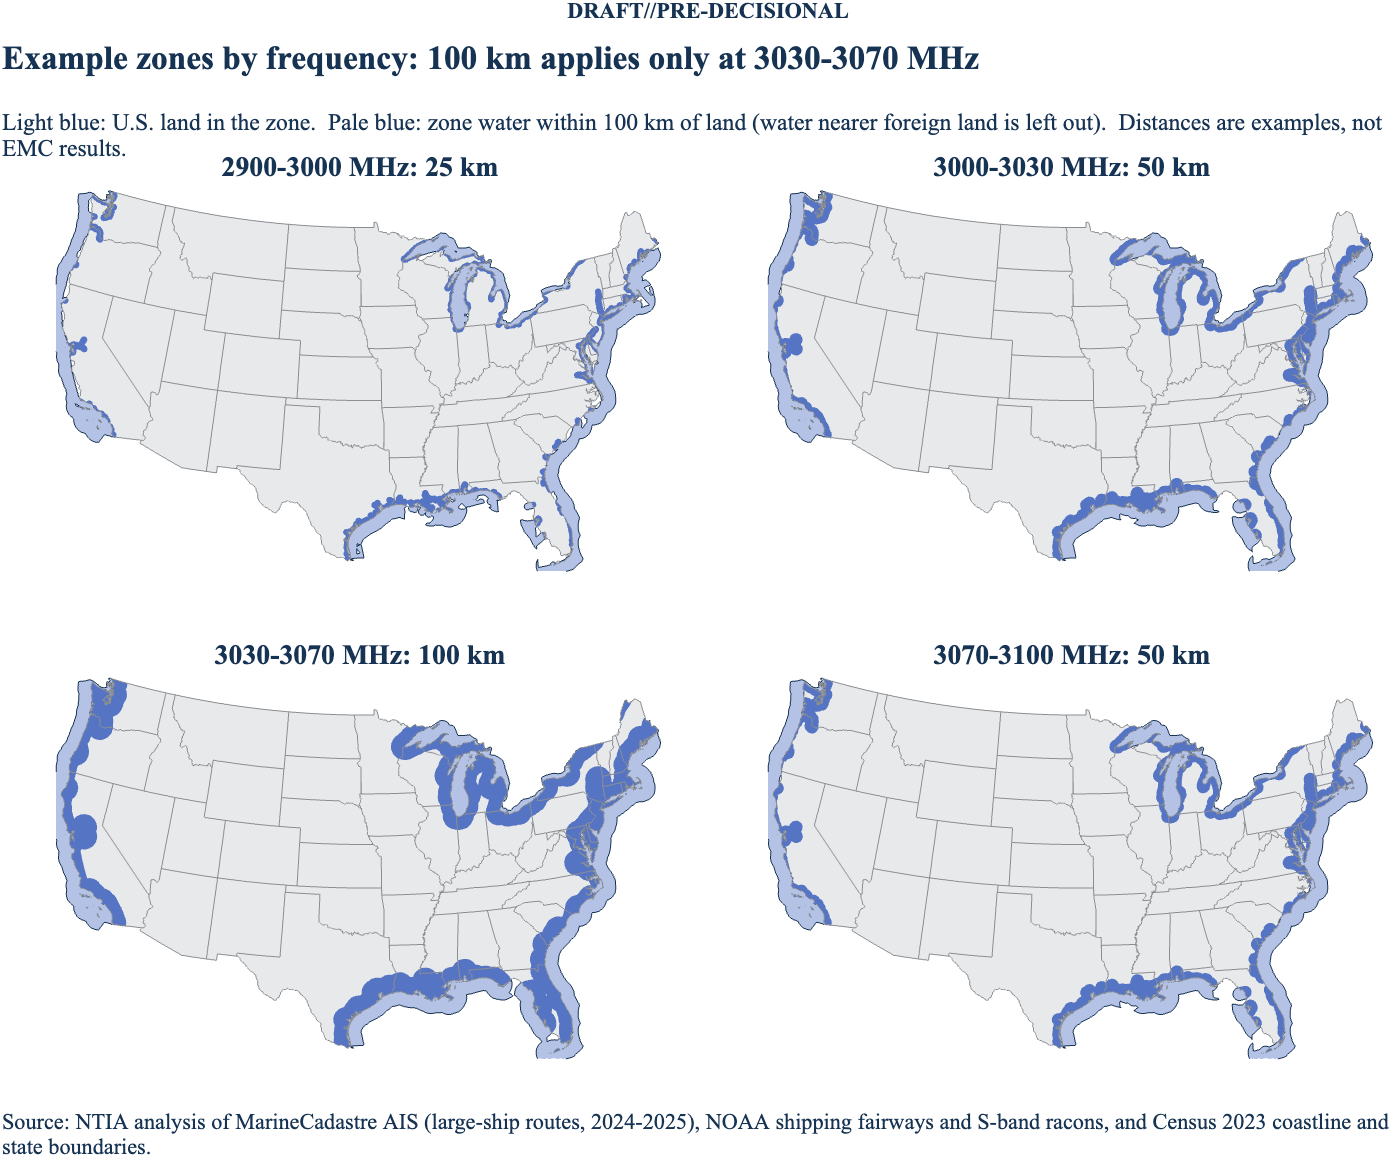 DRAFT//PRE-DECISIONAL
Example zones by frequency: 100 km applies only at 3030-3070 MHz
Light blue: U.S. land in the zone.  Pale blue: zone water within 100 km of land (water nearer foreign land is left out).  Distances are examples, not
EMC results.
2900-3000 MHz: 25 km
3000-3030 MHz: 50 km
3030-3070 MHz: 100 km
3070-3100 MHz: 50 km
Source: NTIA analysis of MarineCadastre AIS (large-ship routes, 2024-2025), NOAA shipping fairways and S-band racons, and Census 2023 coastline and
state boundaries.